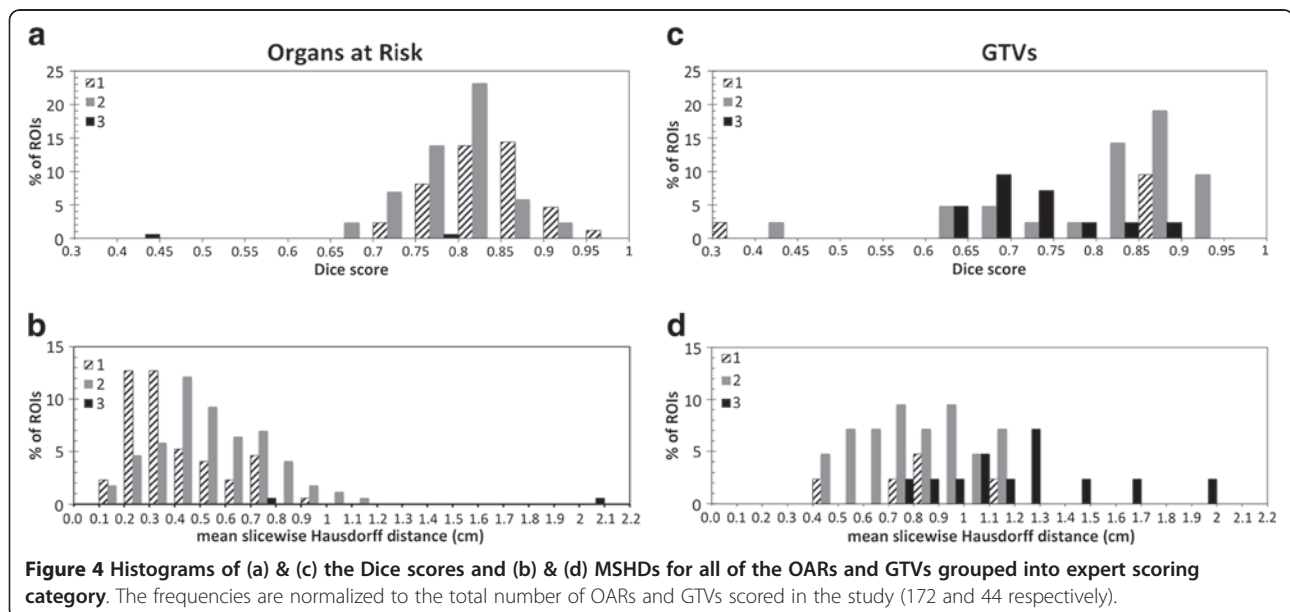 a
Organs at Risk
25
20
15
10
5
0
% of ROIs
1
2
3
0.3 0.4 0.45 0.5 0.55 0.6 0.65 0.7 0.75 0.8 0.85 0.9 0.95 1
Dice score
c
GTVs
25
20
15
10
5
0
% of ROIs
1
2
3
0.3 0.4 0.45 0.5 0.55 0.6 0.65 0.7 0.75 0.8 0.85 0.9 0.95 1
Dice score
b
15
10
5
0
% of ROIs
1
2
3
0.0 0.1 0.2 0.3 0.4 0.5 0.6 0.7 0.8 0.9 1 1.1 1.2 1.3 1.4 1.5 1.6 1.7 1.8 1.9 2 2.1 2.2
mean slicewise Hausdorff distance (cm)
d
15
10
5
0
% of ROIs
1
2
3
0.0 0.1 0.2 0.3 0.4 0.5 0.6 0.7 0.8 0.9 1 1.1 1.2 1.3 1.4 1.5 1.6 1.7 1.8 1.9 2 2.1 2.2
mean slicewise Hausdorff distance (cm)
Figure 4 Histograms of (a) & (c) the Dice scores and (b) & (d) MSHDs for all of the OARs and GTVs grouped into expert scoring
category. The frequencies are normalized to the total number of OARs and GTVs scored in the study (172 and 44 respectively).